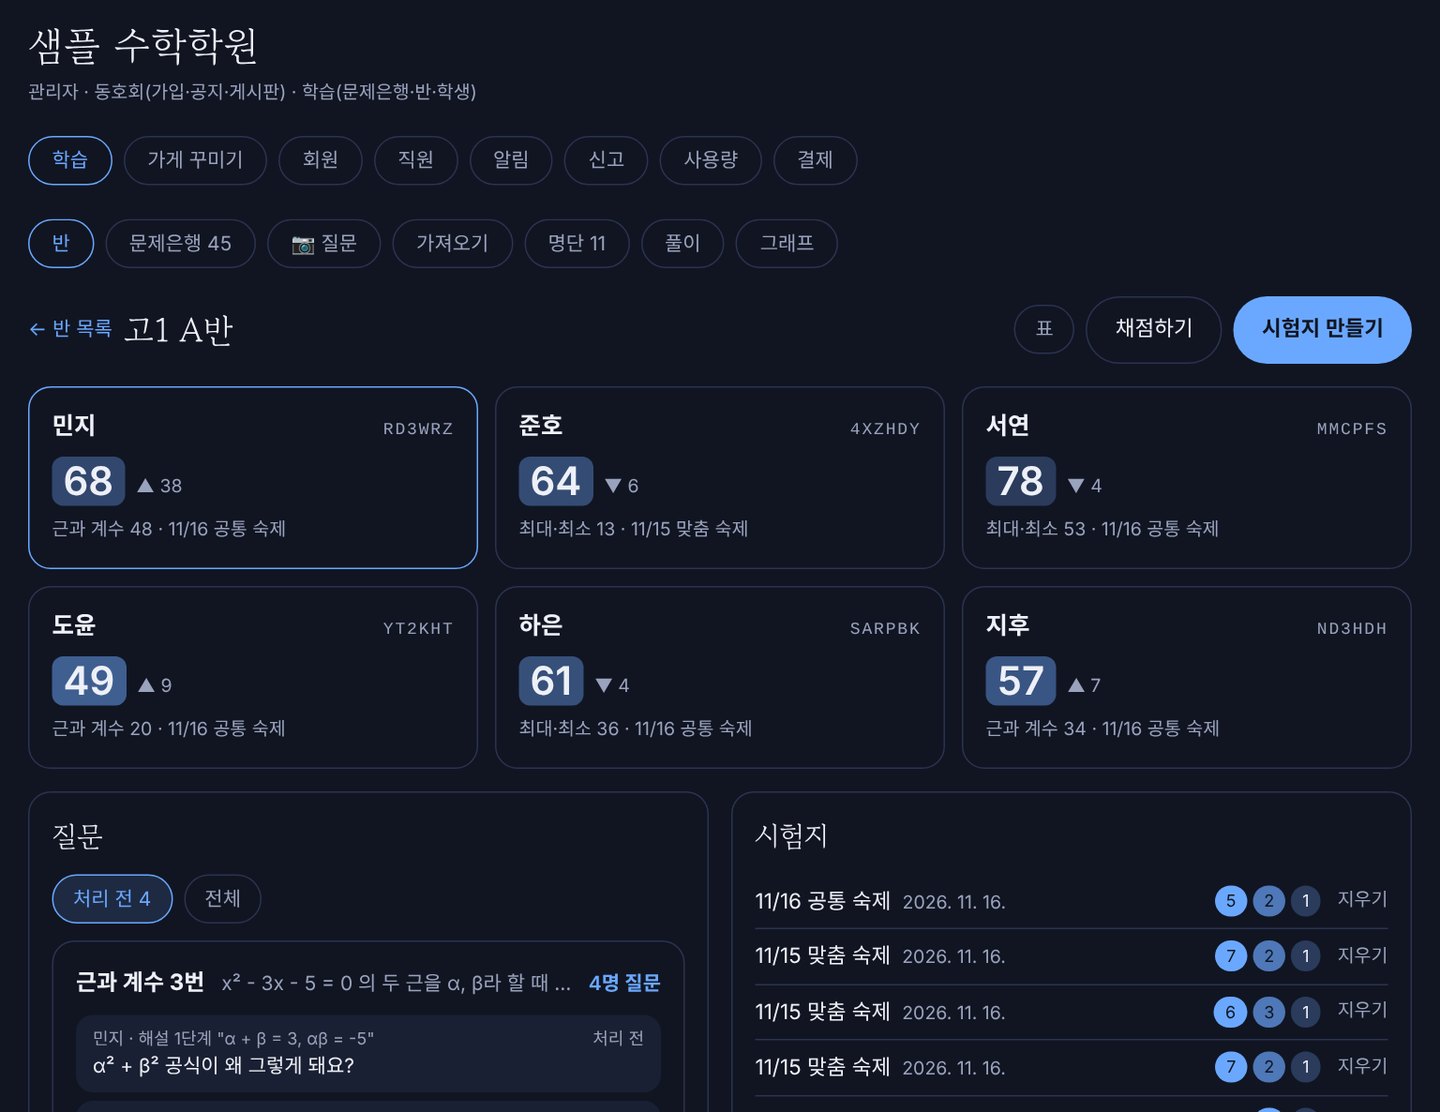 샘플 수학학원
관리자 · 동호회(가입·공지·게시판) · 학습(문제은행·반·학생)
학습 가게 꾸미기 회원 직원 알림 신고 사용량 결제
반 문제은행 45 📷 질문 가져오기 명단 11 풀이 그래프
← 반 목록 고1 A반 표 채점하기 시험지 만들기
민지 RD3WRZ
68 ▲ 38
근과 계수 48 · 11/16 공통 숙제
준호 4XZHDY
64 ▼ 6
최대·최소 13 · 11/15 맞춤 숙제
서연 MMCPFS
78 ▼ 4
최대·최소 53 · 11/16 공통 숙제
도윤 YT2KHT
49 ▲ 9
근과 계수 20 · 11/16 공통 숙제
하은 SARPBK
61 ▼ 4
최대·최소 36 · 11/16 공통 숙제
지후 ND3HDH
57 ▲ 7
근과 계수 34 · 11/16 공통 숙제
질문
처리 전 4 전체
근과 계수 3번 x² - 3x - 5 = 0 의 두 근을 α, β라 할 때 ... 4명 질문
민지 · 해설 1단계 "α + β = 3, αβ = -5" 처리 전
α² + β² 공식이 왜 그렇게 돼요?
시험지
11/16 공통 숙제 2026. 11. 16. 5 2 1 지우기
11/15 맞춤 숙제 2026. 11. 16. 7 2 1 지우기
11/15 맞춤 숙제 2026. 11. 16. 6 3 1 지우기
11/15 맞춤 숙제 2026. 11. 16. 7 2 1 지우기